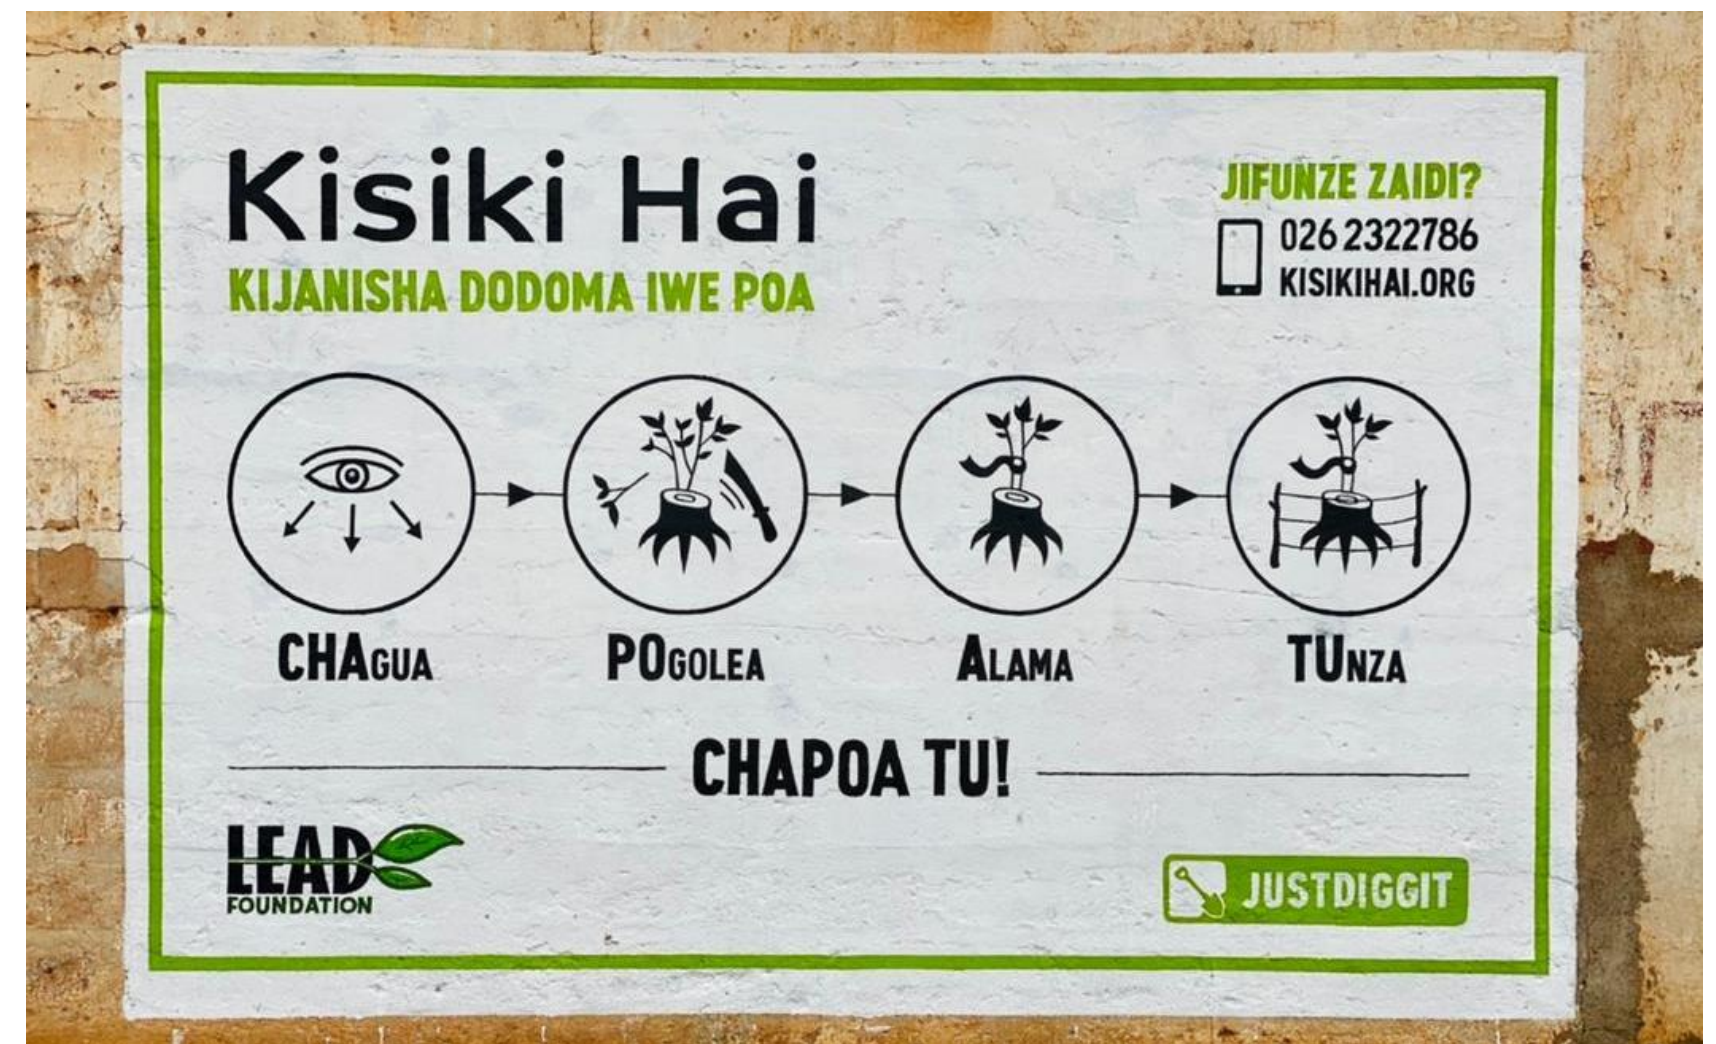 Kisiki Hai
KIJANISHA DODOMA IWE POA
JIFUNZE ZAIDI?
026 2322786
KISIKIHAI.ORG
CHAGUA
POGOLEA
ALAMA
TUNZA
CHAPOA TU!
LEAD
FOUNDATION
JUSTDIGGIT